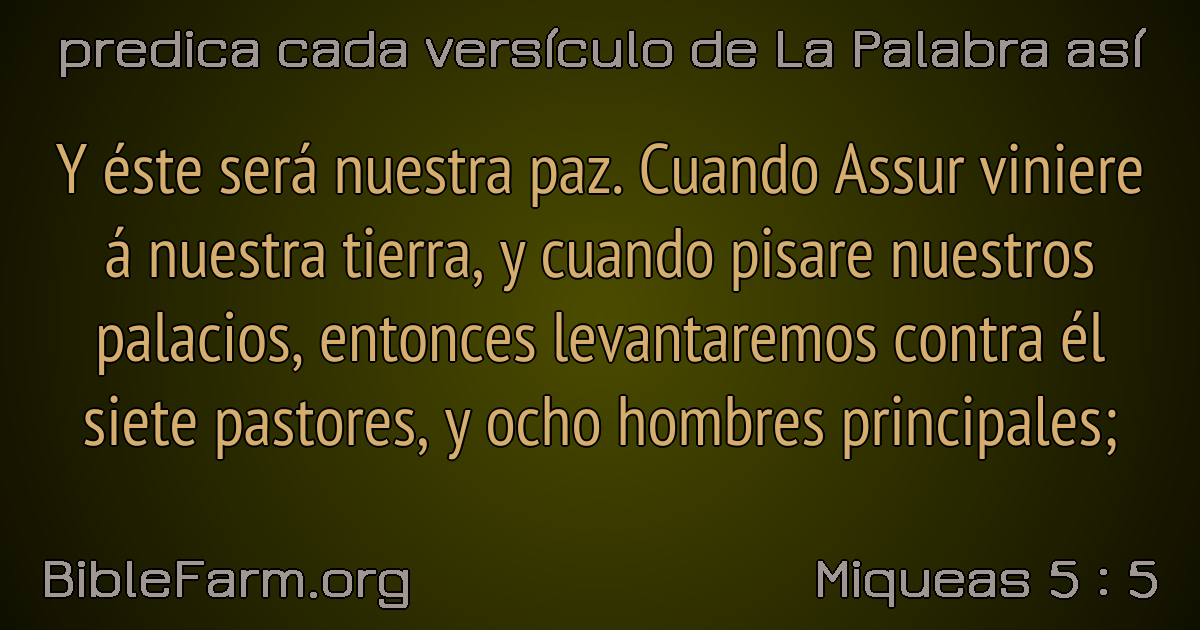 predica cada versículo de La Palabra así
Y éste será nuestra paz. Cuando Assur viniere
á nuestra tierra, y cuando pisare nuestros
palacios, entonces levantaremos contra él
siete pastores, y ocho hombres principales;
BibleFarm.org
Miqueas 5 : 5